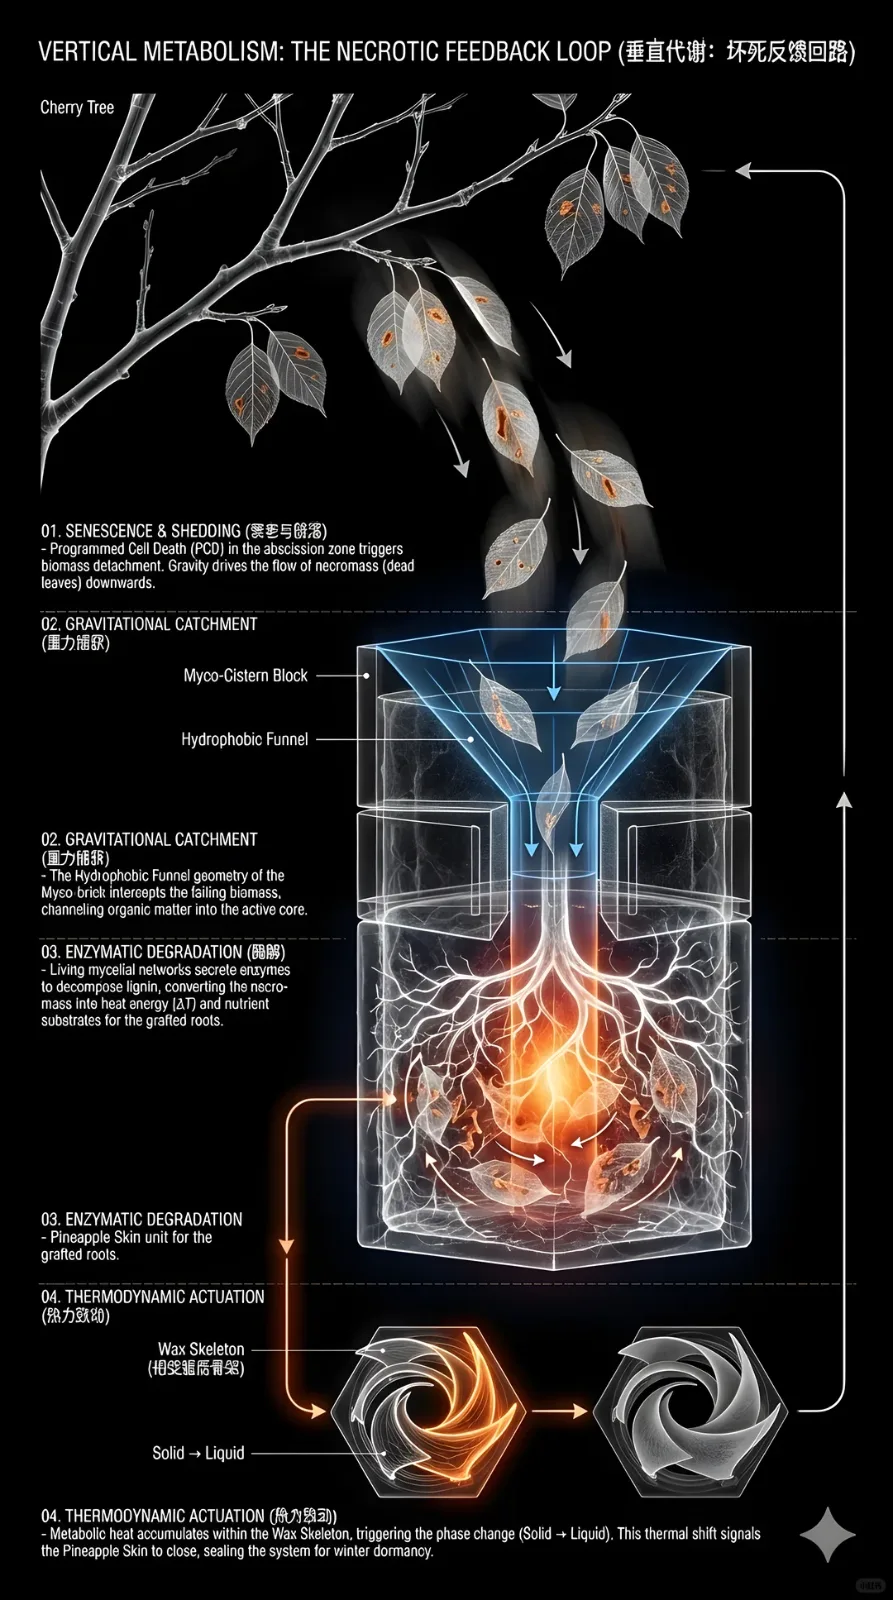 VERTICAL METABOLISM: THE NECROTIC FEEDBACK LOOP (垂直代谢：坏死反馈回路)
Cherry Tree
01. SENESCENCE & SHEDDING
- Programmed Cell Death (PCD) in the abscission zone triggers
biomass detachment. Gravity drives the flow of necromass (dead
leaves) downwards.
02. GRAVITATIONAL CATCHMENT
Myco-Cistern Block
Hydrophobic Funnel
02. GRAVITATIONAL CATCHMENT
- The Hydrophobic Funnel geometry of the
Myco-brick intercepts the falling biomass,
channeling organic matter into the active core.
03. ENZYMATIC DEGRADATION
- Living mycelial networks secrete enzymes
to decompose lignin, converting the necro-
mass into heat energy (ΔT) and nutrient
substrates for the grafted roots.
03. ENZYMATIC DEGRADATION
- Pineapple Skin unit for the
grafted roots.
04. THERMODYNAMIC ACTUATION
Wax Skeleton
Solid → Liquid
04. THERMODYNAMIC ACTUATION
- Metabolic heat accumulates within the Wax Skeleton, triggering the phase change (Solid → Liquid). This thermal shift signals
the Pineapple Skin to close, sealing the system for winter dormancy.